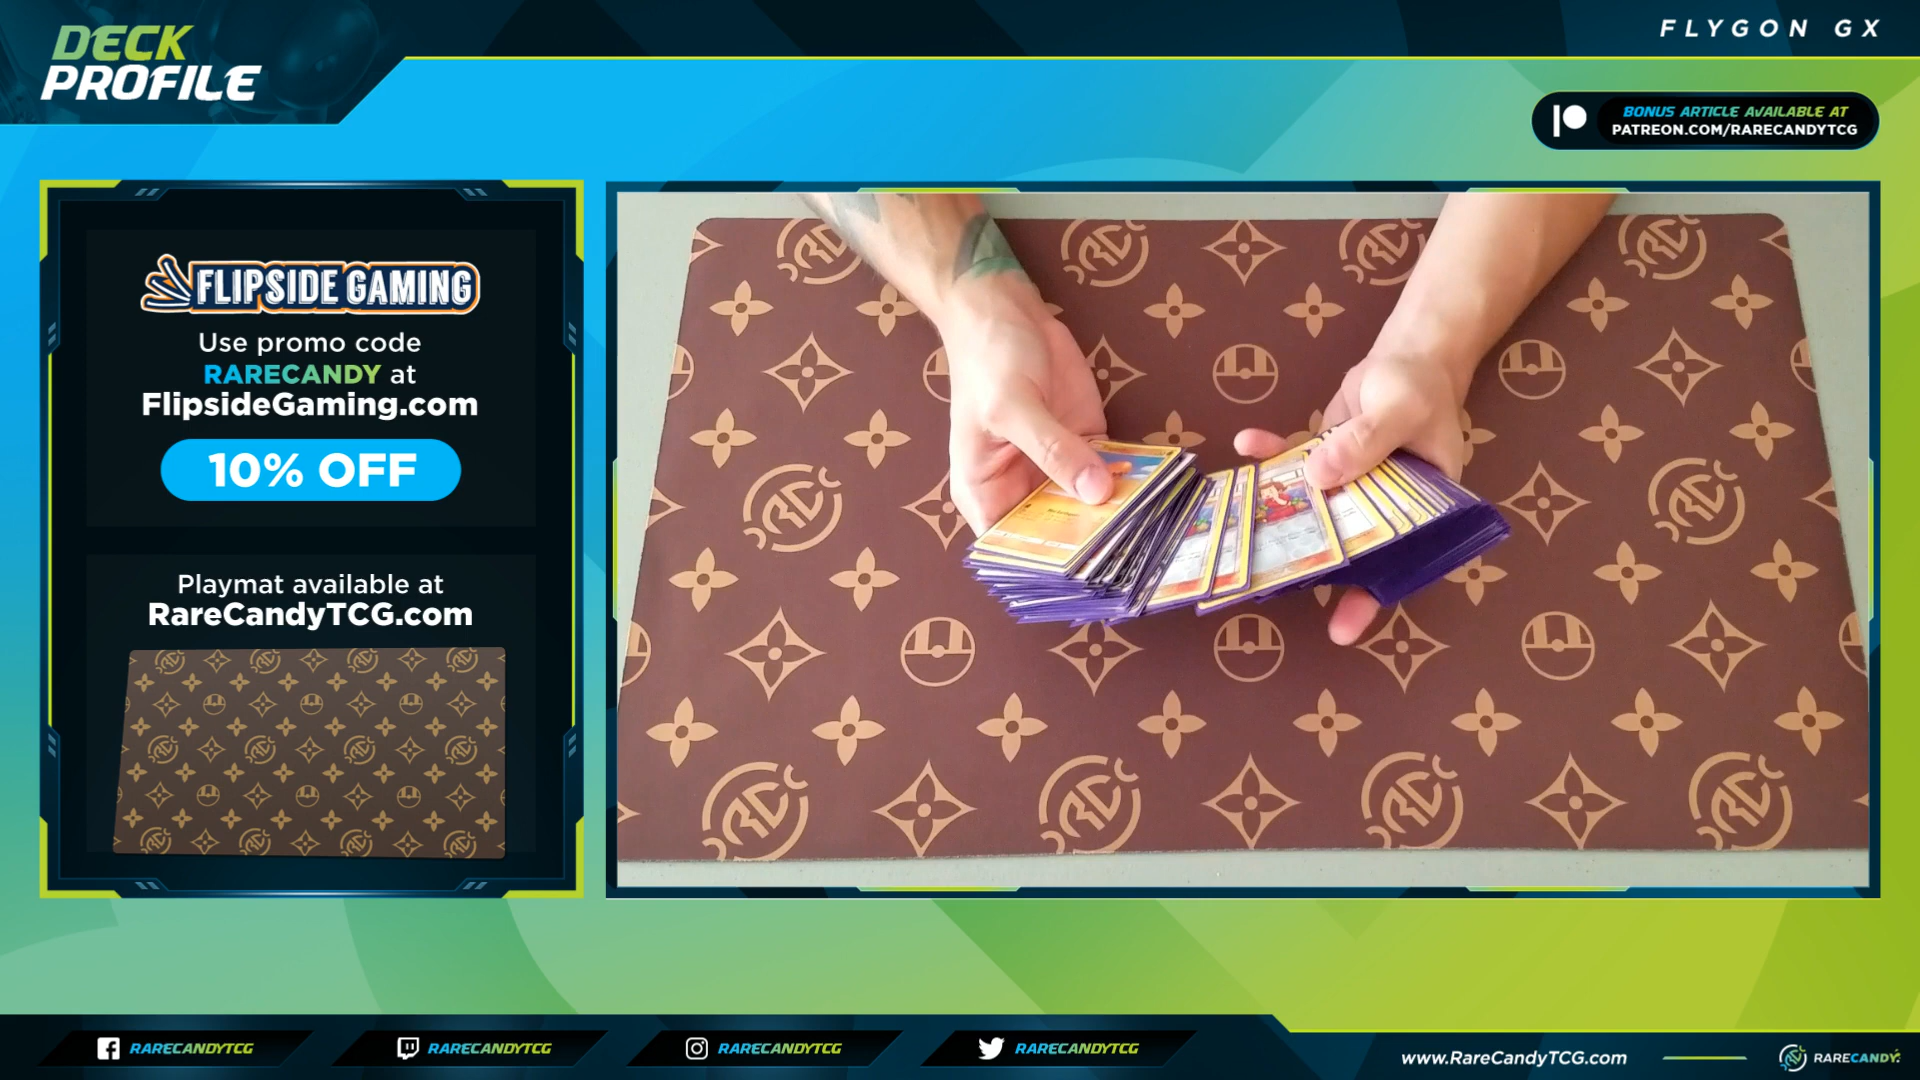 DECK
PROFILE
FLYGON GX
BONUS ARTICLE AVAILABLE AT
PATREON.COM/RARECANDYTCG
FLIPSIDE GAMING
Use promo code
RARECANDY at
FlipsideGaming.com
10% OFF
Playmat available at
RareCandyTCG.com
RARECANDYTCG
RARECANDYTCG
RARECANDYTCG
RARECANDYTCG
www.RareCandyTCG.com
RARECANDY